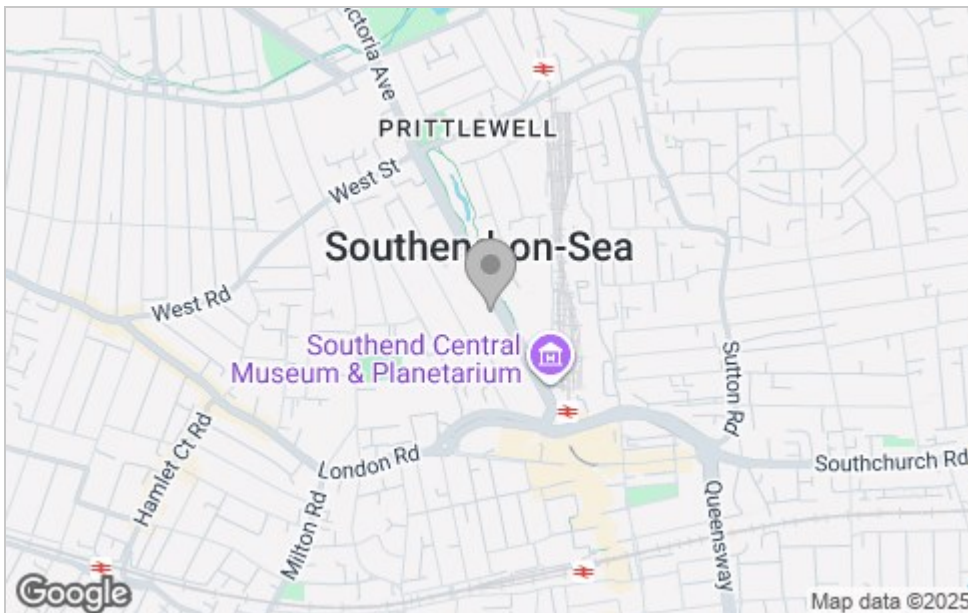 Victoria Ave
PRITTLEWELL
West St
Southend-on-Sea
West Rd
Southend Central
Museum & Planetarium
Sutton Rd
London Rd
Hamlet Ct Rd
Milton Rd
Southchurch Rd
Queensway
Google
Map data ©2025